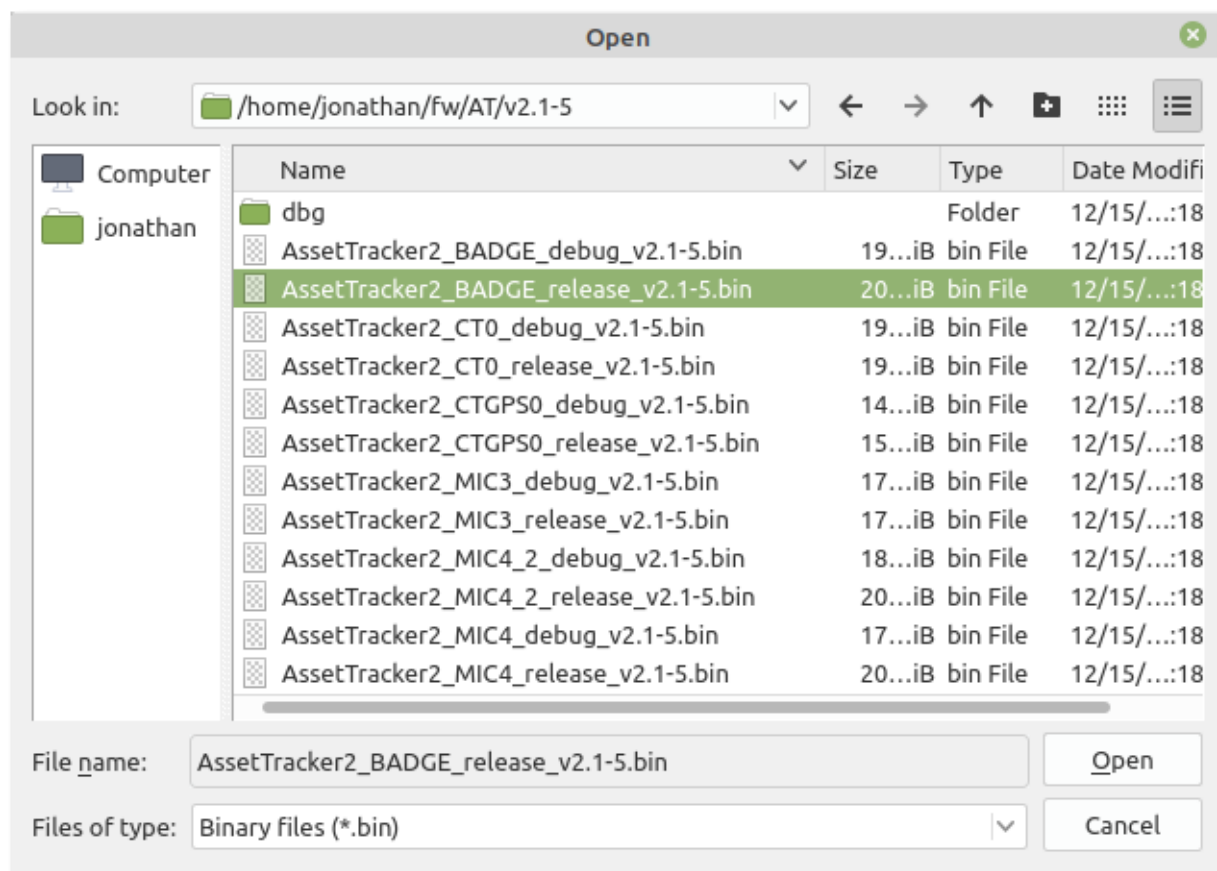 Open
Look in: /home/jonathan/fw/AT/v2.1-5
Computer
jonathan
Name Size Type Date Modifi
dbg Folder 12/15/...:18
AssetTracker2_BADGE_debug_v2.1-5.bin 19...iB bin File 12/15/...:18
AssetTracker2_BADGE_release_v2.1-5.bin 20...iB bin File 12/15/...:18
AssetTracker2_CT0_debug_v2.1-5.bin 19...iB bin File 12/15/...:18
AssetTracker2_CT0_release_v2.1-5.bin 19...iB bin File 12/15/...:18
AssetTracker2_CTGPS0_debug_v2.1-5.bin 14...iB bin File 12/15/...:18
AssetTracker2_CTGPS0_release_v2.1-5.bin 15...iB bin File 12/15/...:18
AssetTracker2_MIC3_debug_v2.1-5.bin 17...iB bin File 12/15/...:18
AssetTracker2_MIC3_release_v2.1-5.bin 17...iB bin File 12/15/...:18
AssetTracker2_MIC4_2_debug_v2.1-5.bin 18...iB bin File 12/15/...:18
AssetTracker2_MIC4_2_release_v2.1-5.bin 20...iB bin File 12/15/...:18
AssetTracker2_MIC4_debug_v2.1-5.bin 17...iB bin File 12/15/...:18
AssetTracker2_MIC4_release_v2.1-5.bin 20...iB bin File 12/15/...:18
File name: AssetTracker2_BADGE_release_v2.1-5.bin Open
Files of type: Binary files (*.bin) Cancel